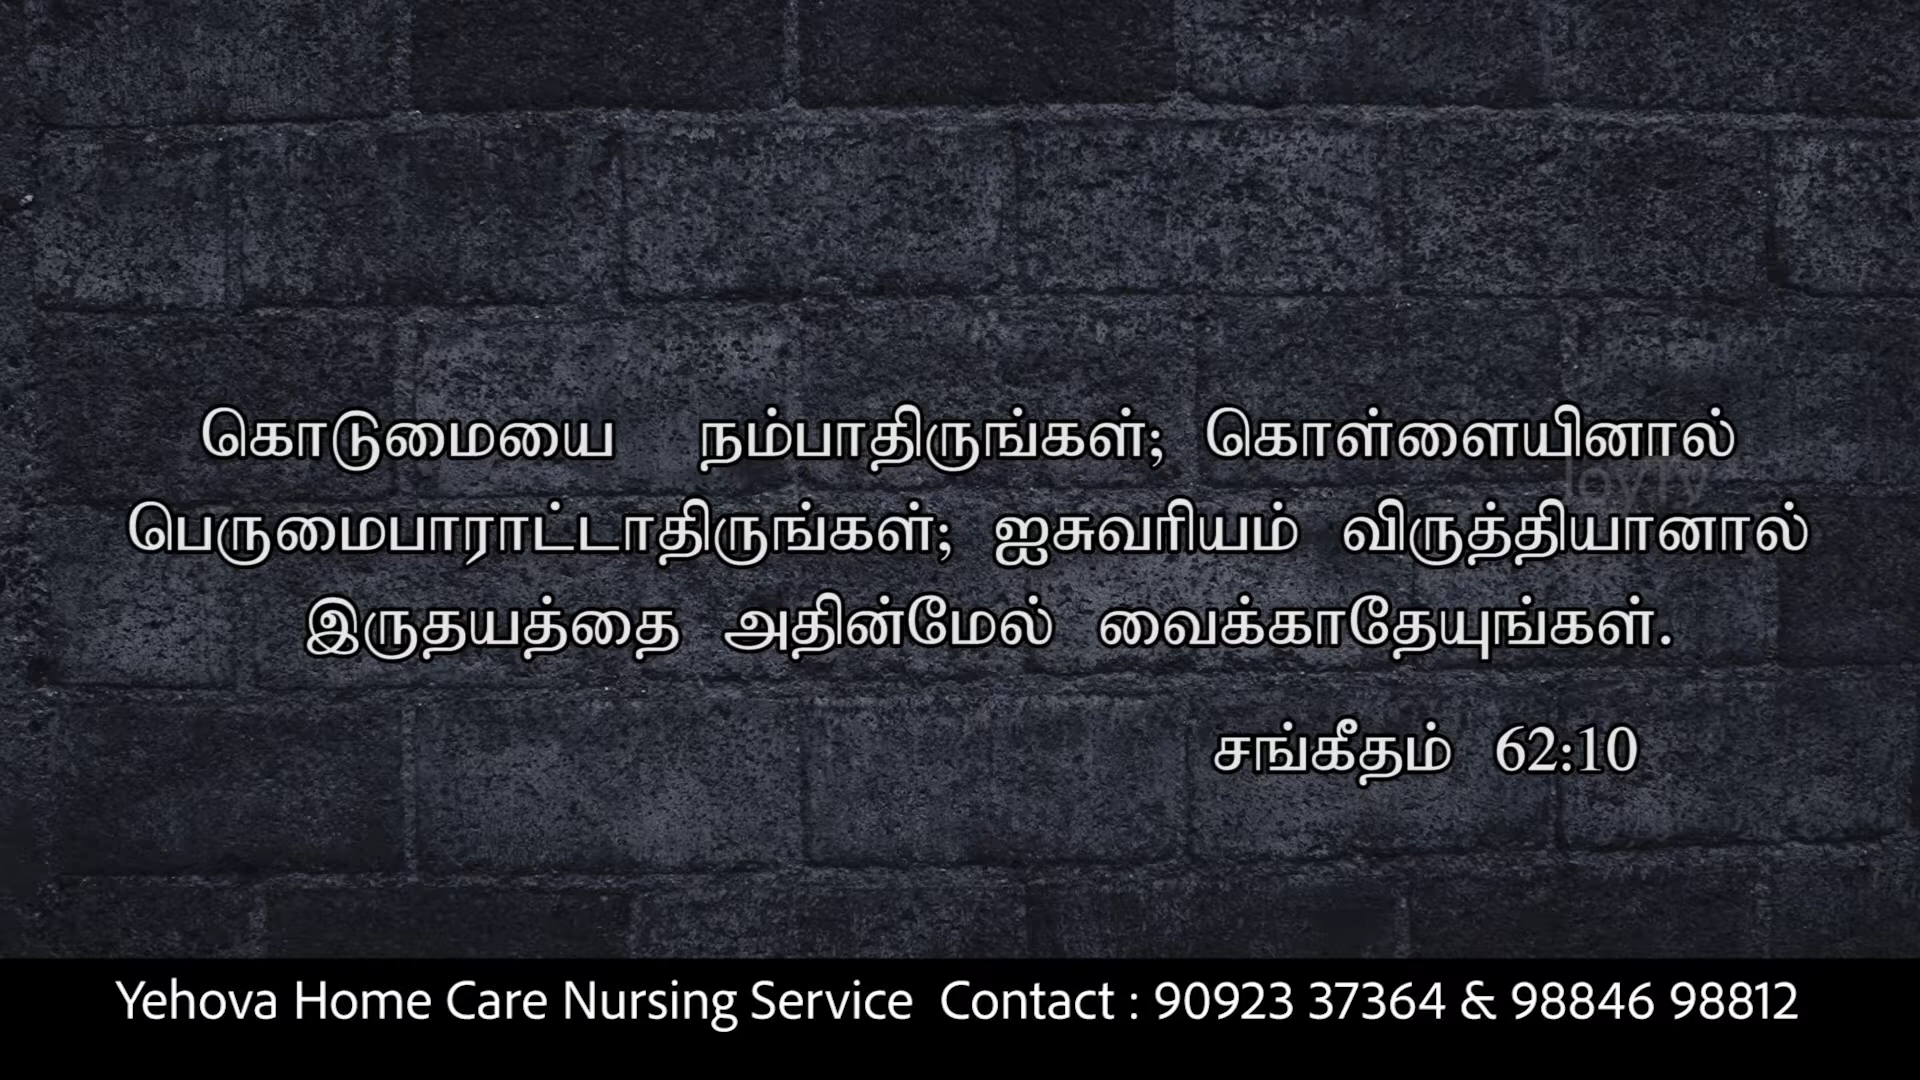 கொடுமையை நம்பாதிருங்கள்; கொள்ளையினால்
பெருமைபாராட்டாதிருங்கள்; ஐசுவரியம் விருத்தியானால்
இருதயத்தை அதின்மேல் வைக்காதேயுங்கள்.
சங்கீதம் 62:10
Yehova Home Care Nursing Service Contact : 90923 37364 & 98846 98812